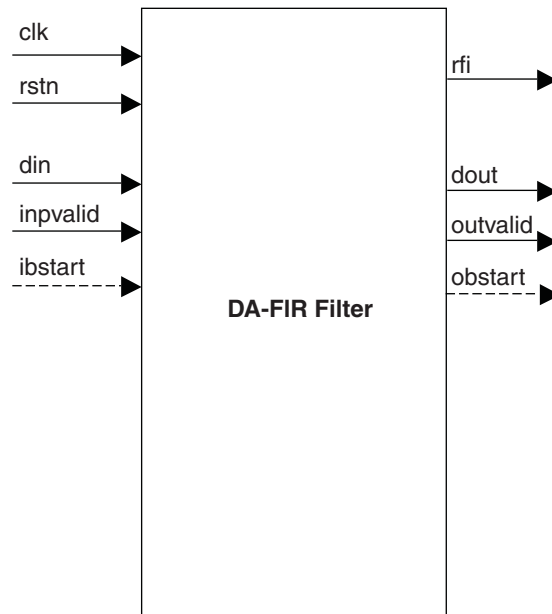 clk
rstn
din
inpvalid
ibstart
DA-FIR Filter
rfi
dout
outvalid
obstart